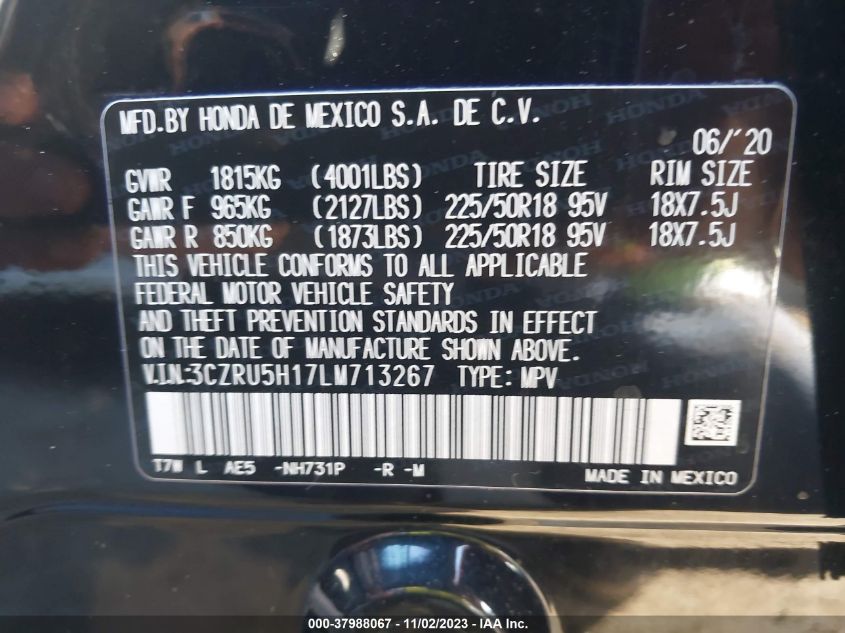 MFD.BY HONDA DE MEXICO S.A. DE C.V.
06/'20
GVWR 1815KG (4001LBS) TIRE SIZE RIM SIZE
GAWR F 965KG (2127LBS) 225/50R18 95V 18X7.5J
GAWR R 850KG (1873LBS) 225/50R18 95V 18X7.5J
THIS VEHICLE CONFORMS TO ALL APPLICABLE
FEDERAL MOTOR VEHICLE SAFETY
AND THEFT PREVENTION STANDARDS IN EFFECT
ON THE DATE OF MANUFACTURE SHOWN ABOVE.
V.I.N:3CZRU5H17LM713267 TYPE: MPV
T7W L AE5 -NH731P -R -M
MADE IN MEXICO
000-37988067 - 11/02/2023 - IAAI.com.